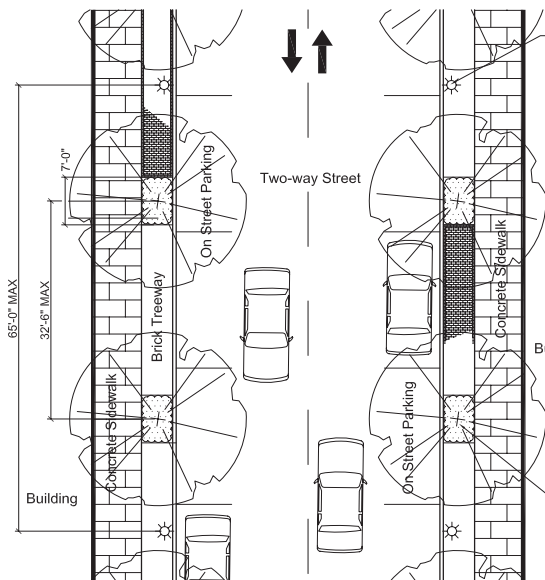 Two-way Street
On Street Parking
7'-0"
65'-0" MAX
32'-6" MAX
Brick Treeway
Concrete Sidewalk
Concrete Sidewalk
On Street Parking
Building